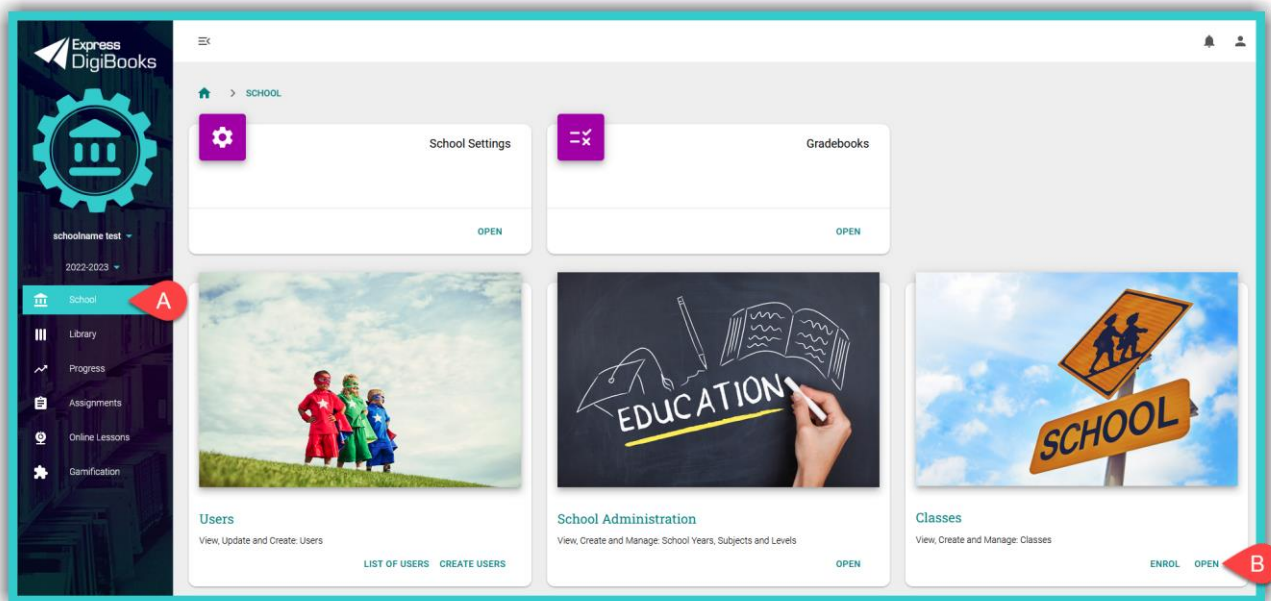 Express
DigiBooks
schoolname test
2022-2023
School
A
Library
Progress
Assignments
Online Lessons
Gamification
SCHOOL
School Settings
OPEN
Gradebooks
OPEN
Users
View, Update and Create: Users
LIST OF USERS CREATE USERS
EDUCATION
School Administration
View, Create and Manage: School Years, Subjects and Levels
OPEN
SCHOOL
Classes
View, Create and Manage: Classes
ENROL OPEN
B